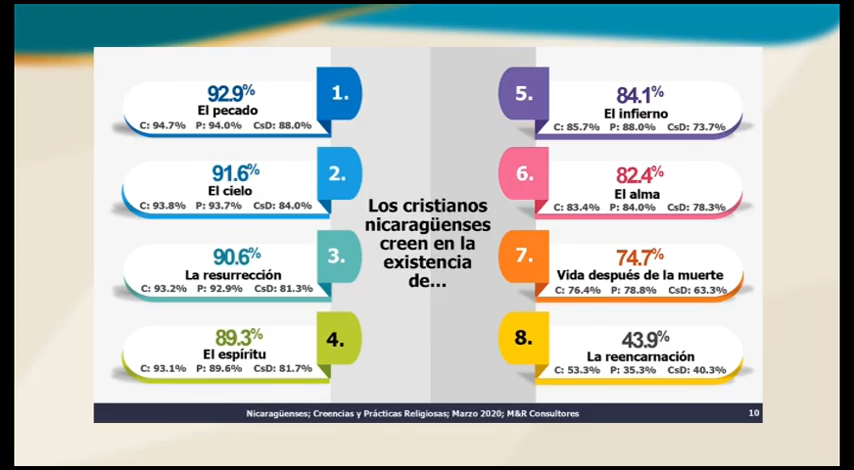 92.9%
El pecado
C: 94.7% P: 94.0% CsD: 88.0%
1.
91.6%
El cielo
C: 93.8% P: 93.7% CsD: 84.0%
2.
90.6%
La resurrección
C: 93.2% P: 92.9% CsD: 81.3%
3.
89.3%
El espíritu
C: 93.1% P: 89.6% CsD: 81.7%
4.
Los cristianos
nicaragüenses
creen en la
existencia
de...
5.
84.1%
El infierno
C: 85.7% P: 88.0% CsD: 73.7%
6.
82.4%
El alma
C: 83.4% P: 84.0% CsD: 78.3%
7.
74.7%
Vida después de la muerte
C: 76.4% P: 78.8% CsD: 63.3%
8.
43.9%
La reencarnación
C: 53.3% P: 35.3% CsD: 40.3%
Nicaragüenses; Creencias y Prácticas Religiosas; Marzo 2020; M&R Consultores
10